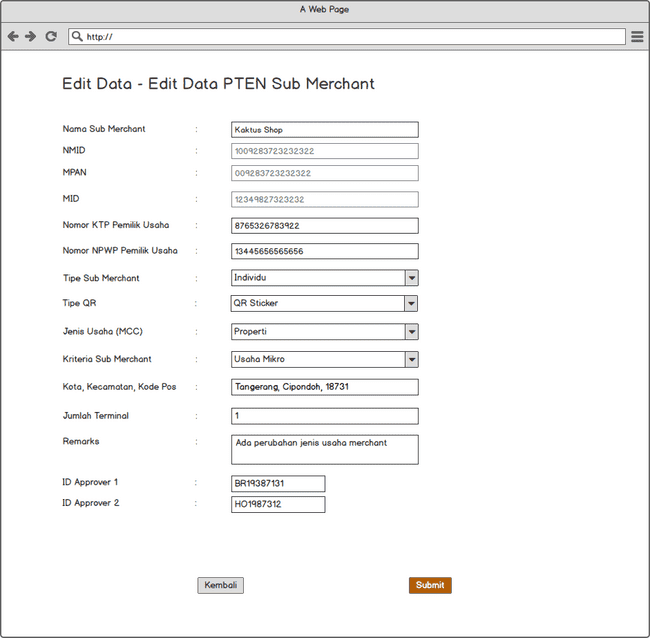 A Web Page
http://
Edit Data - Edit Data PTEN Sub Merchant
Nama Sub Merchant : Kaktus Shop
NMID : 1009283723232322
MPAN : 009283723232322
MID : 12349827323232
Nomor KTP Pemilik Usaha : 8765326783922
Nomor NPWP Pemilik Usaha : 13445656565656
Tipe Sub Merchant : Individu
Tipe QR : QR Sticker
Jenis Usaha (MCC) : Properti
Kriteria Sub Merchant : Usaha Mikro
Kota, Kecamatan, Kode Pos : Tangerang, Cipondoh, 18731
Jumlah Terminal : 1
Remarks : Ada perubahan jenis usaha merchant
ID Approver 1 : BR19387131
ID Approver 2 : HO1987312
Kembali Submit